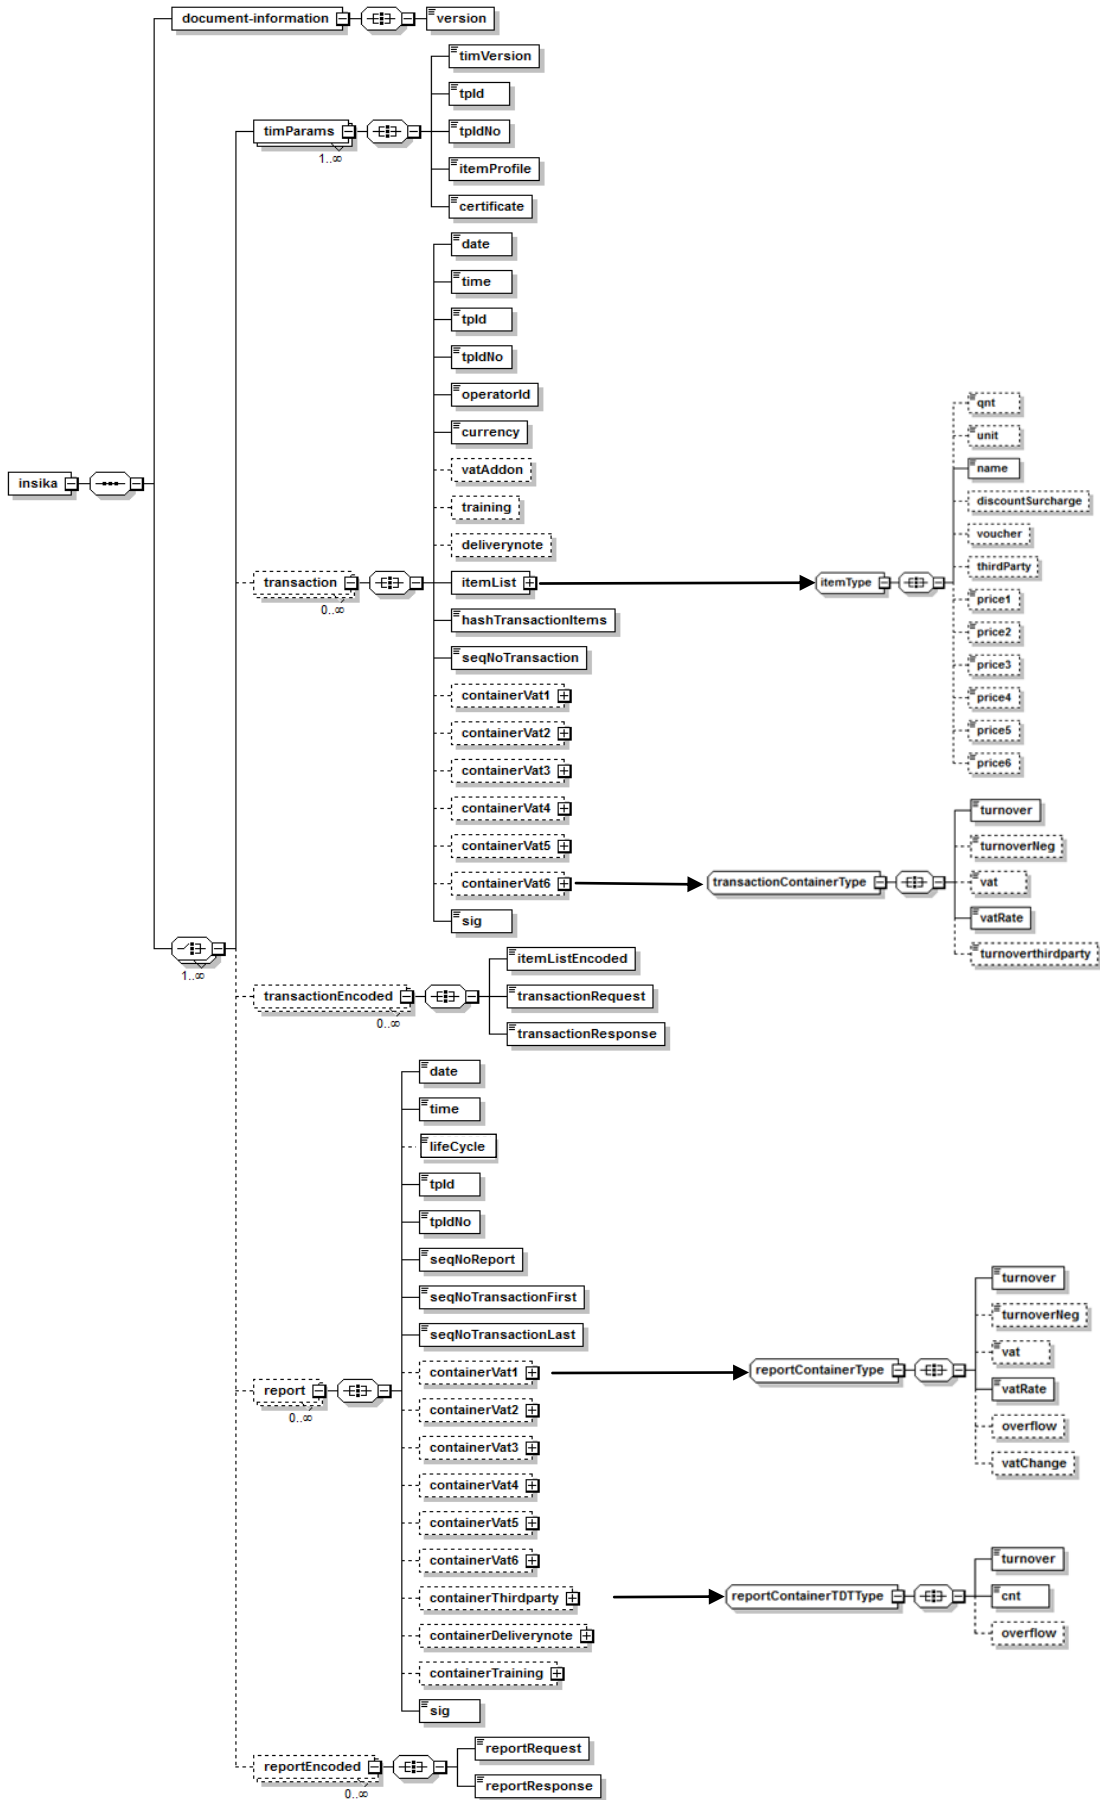 document-information
version
timVersion
tpId
timParams
1..∞
tpIdNo
itemProfile
certificate
date
time
tpId
tpIdNo
operatorId
currency
vatAddon
training
deliverynote
insika
transaction
0..∞
itemList
hashTransactionItems
seqNoTransaction
containerVat1
containerVat2
containerVat3
containerVat4
containerVat5
containerVat6
sig
itemType
qnt
unit
name
discountSurcharge
voucher
thirdParty
price1
price2
price3
price4
price5
price6
transactionContainerType
turnover
turnoverNeg
vat
vatRate
turnoverthirdparty
1..∞
transactionEncoded
0..∞
itemListEncoded
transactionRequest
transactionResponse
date
time
lifeCycle
tpId
tpIdNo
seqNoReport
seqNoTransactionFirst
seqNoTransactionLast
report
0..∞
containerVat1
containerVat2
containerVat3
containerVat4
containerVat5
containerVat6
containerThirdparty
containerDeliverynote
containerTraining
sig
reportContainerType
turnover
turnoverNeg
vat
vatRate
overflow
vatChange
reportContainerTDTType
turnover
cnt
overflow
reportEncoded
0..∞
reportRequest
reportResponse